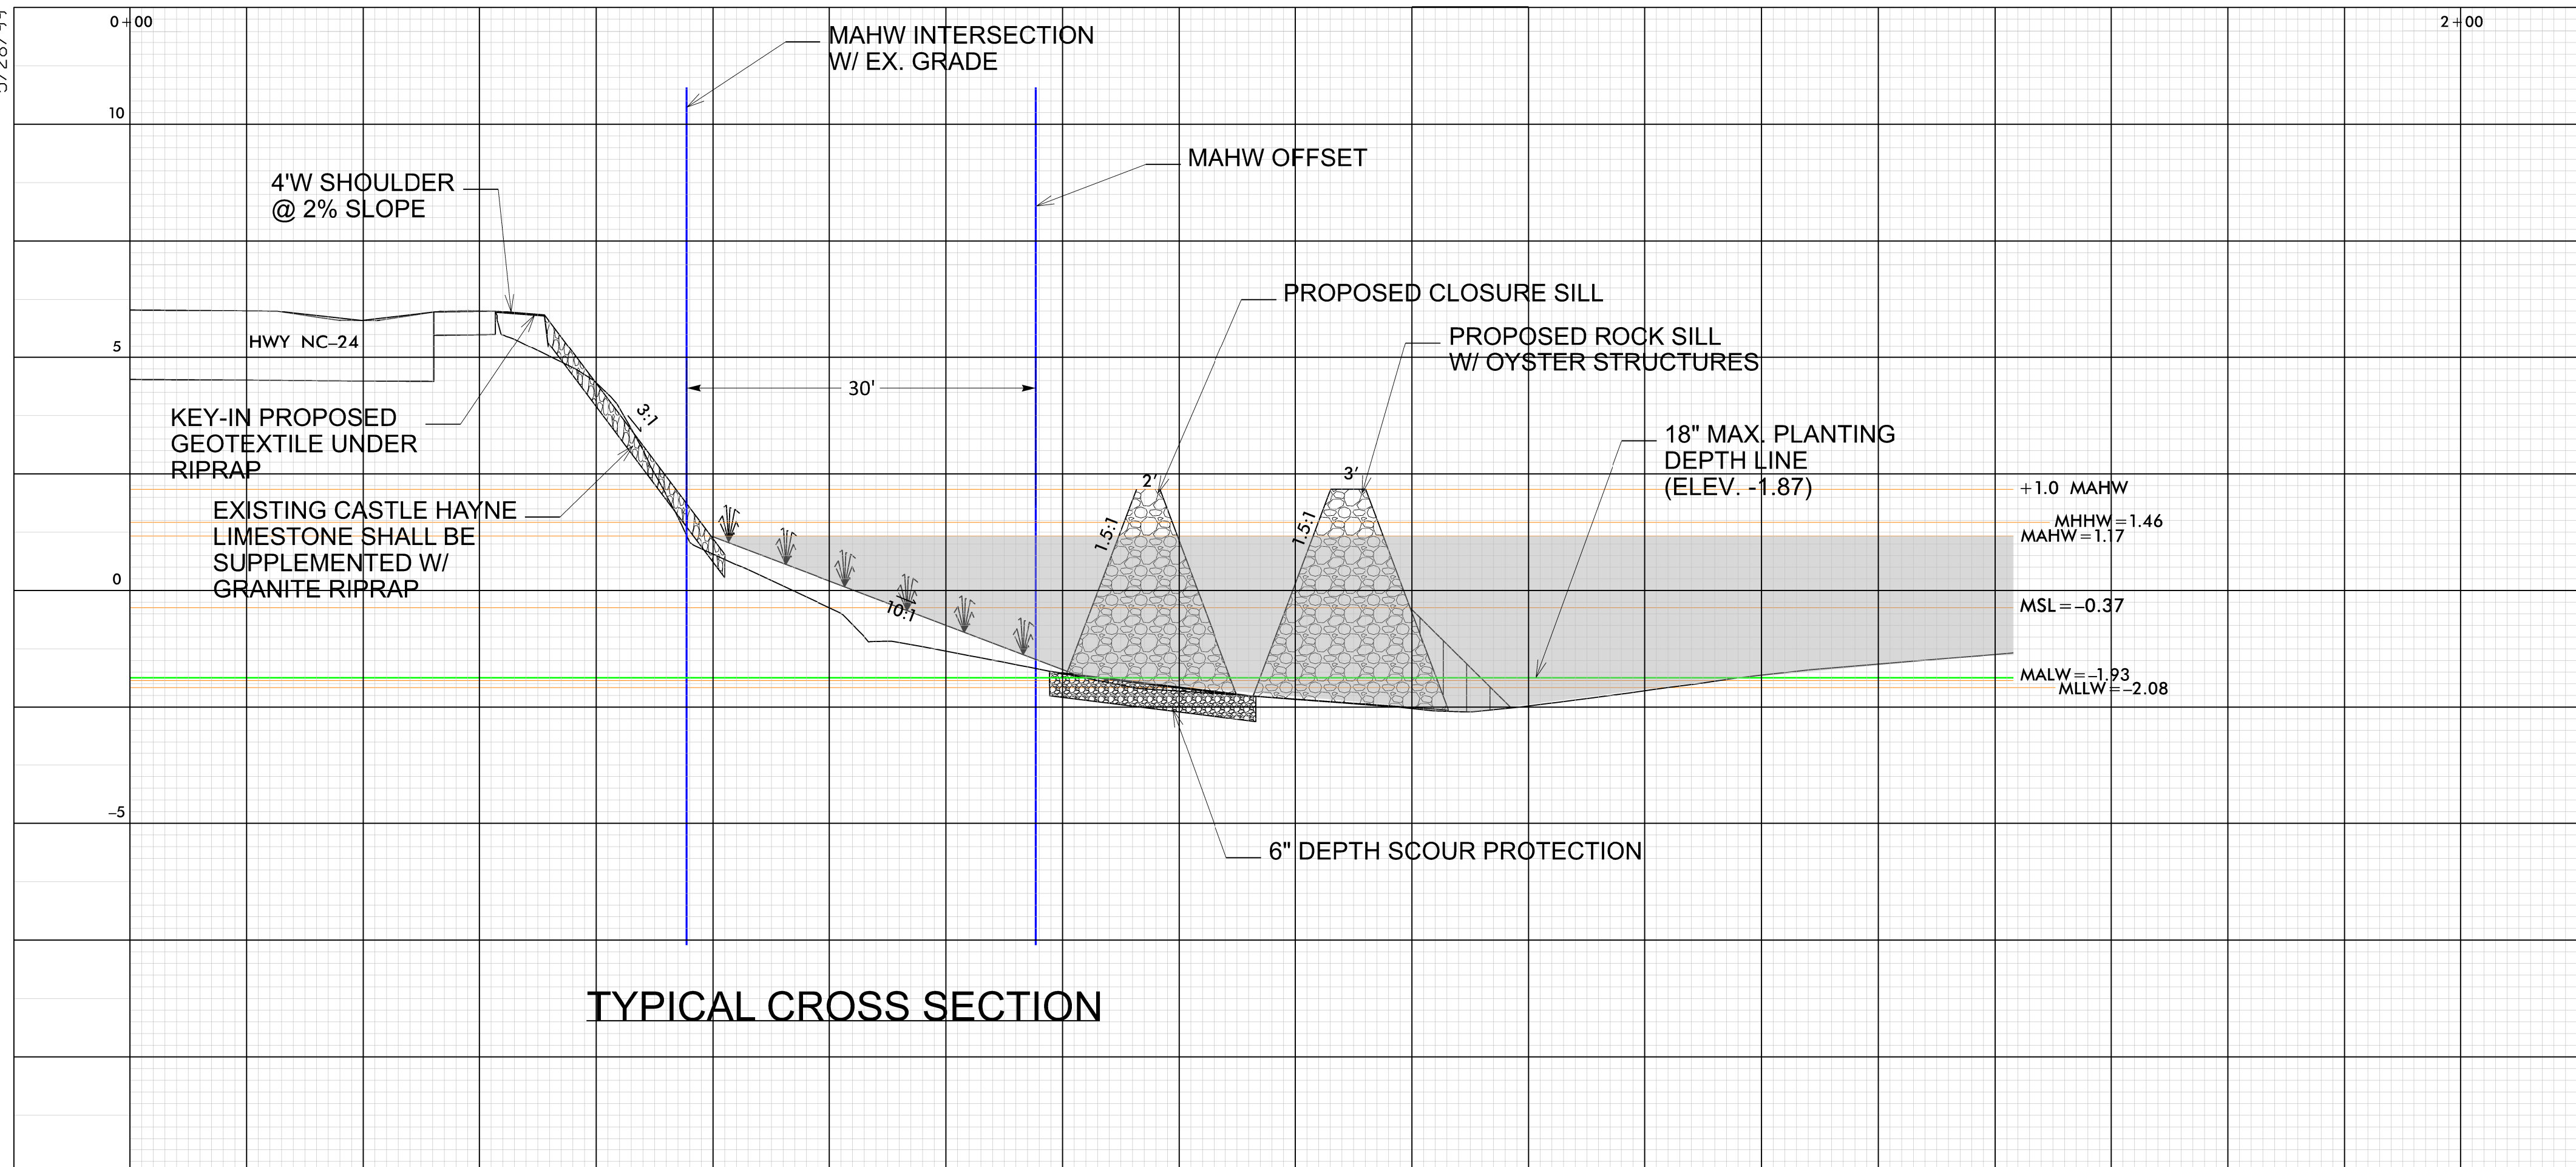 0+00
2+00
MAHW INTERSECTION
W/ EX. GRADE
10
MAHW OFFSET
4'W SHOULDER
@ 2% SLOPE
PROPOSED CLOSURE SILL
PROPOSED ROCK SILL
W/ OYSTER STRUCTURES
HWY NC–24
5
30'
3:1
KEY-IN PROPOSED
GEOTEXTILE UNDER
RIPRAP
18" MAX. PLANTING
DEPTH LINE
(ELEV. -1.87)
2'
3'
+1.0 MAHW
EXISTING CASTLE HAYNE
LIMESTONE SHALL BE
SUPPLEMENTED W/
GRANITE RIPRAP
1.5:1
1.5:1
MHHW=1.46
MAHW=1.17
0
10:1
MSL=–0.37
MALW=–1.93
MLLW=–2.08
–5
6" DEPTH SCOUR PROTECTION
TYPICAL CROSS SECTION